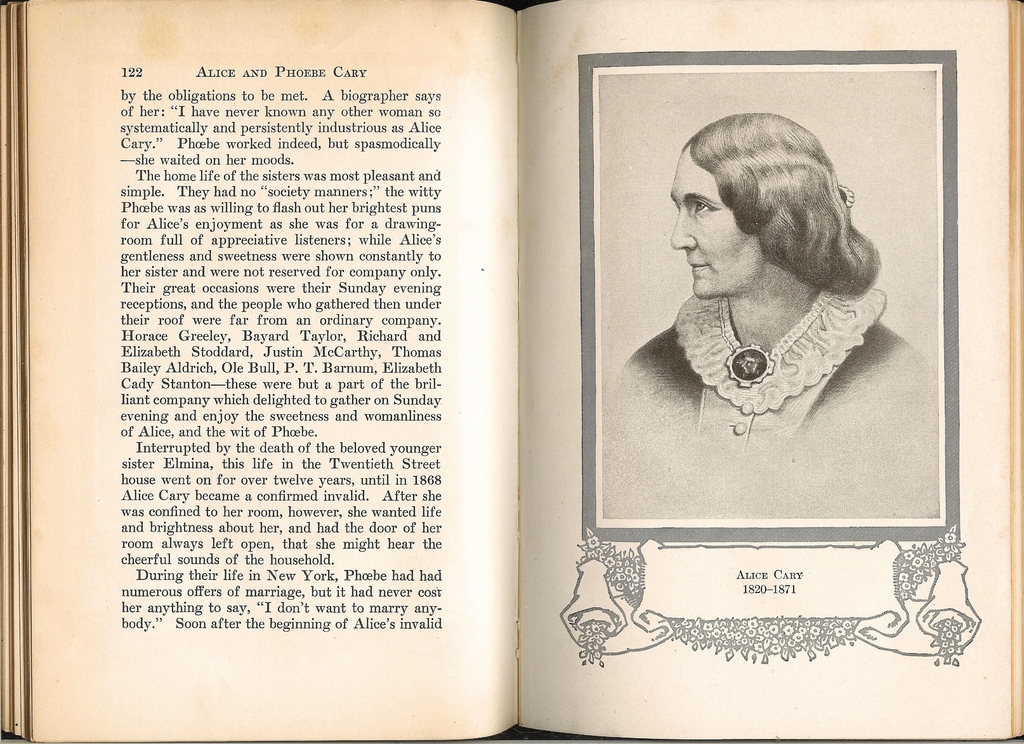 122 ALICE AND PHOEBE CARY
by the obligations to be met. A biographer says
of her: "I have never known any other woman so
systematically and persistently industrious as Alice
Cary." Phœbe worked indeed, but spasmodically
—she waited on her moods.
The home life of the sisters was most pleasant and
simple. They had no "society manners;" the witty
Phœbe was as willing to flash out her brightest puns
for Alice's enjoyment as she was for a drawing-
room full of appreciative listeners; while Alice's
gentleness and sweetness were shown constantly to
her sister and were not reserved for company only.
Their great occasions were their Sunday evening
receptions, and the people who gathered then under
their roof were far from an ordinary company.
Horace Greeley, Bayard Taylor, Richard and
Elizabeth Stoddard, Justin McCarthy, Thomas
Bailey Aldrich, Ole Bull, P. T. Barnum, Elizabeth
Cady Stanton—these were but a part of the bril-
liant company which delighted to gather on Sunday
evening and enjoy the sweetness and womanliness
of Alice, and the wit of Phœbe.
Interrupted by the death of the beloved younger
sister Elmina, this life in the Twentieth Street
house went on for over twelve years, until in 1868
Alice Cary became a confirmed invalid. After she
was confined to her room, however, she wanted life
and brightness about her, and had the door of her
room always left open, that she might hear the
cheerful sounds of the household.
During their life in New York, Phœbe had had
numerous offers of marriage, but it had never cost
her anything to say, "I don't want to marry any-
body." Soon after the beginning of Alice's invalid
ALICE CARY
1820–1871